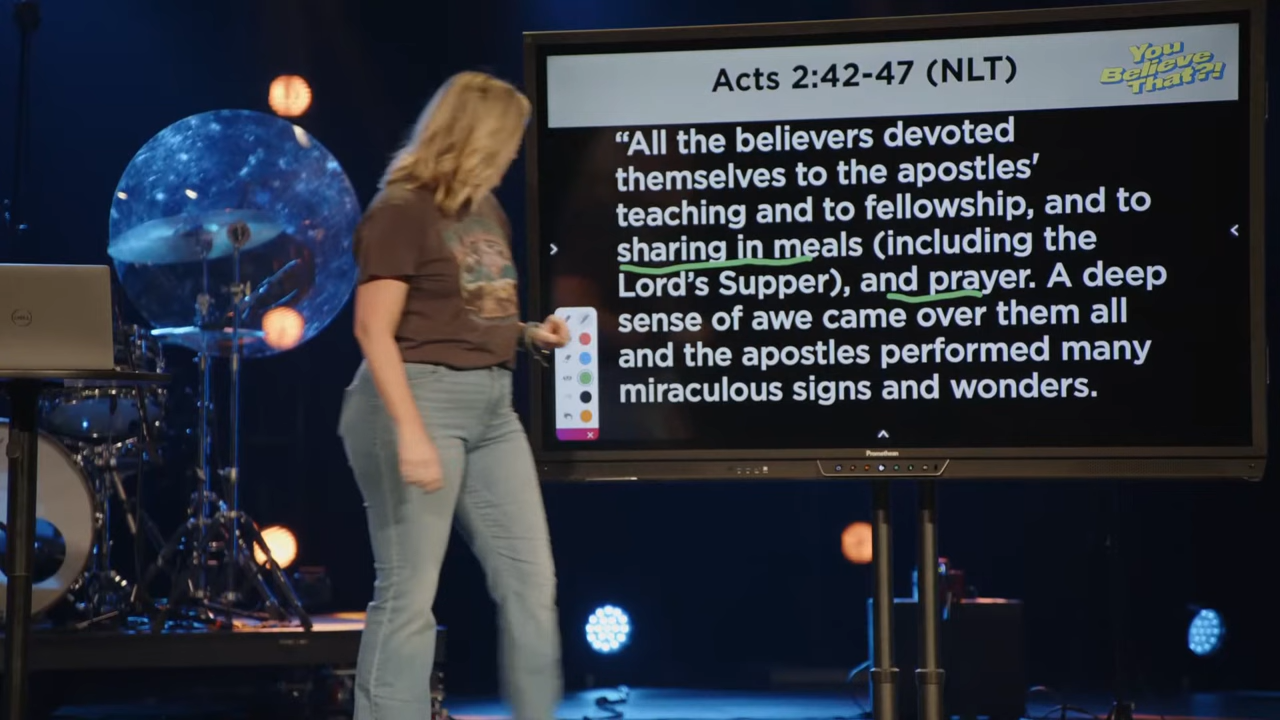 Acts 2:42-47 (NLT)
You
Believe
That?!
“All the believers devoted
themselves to the apostles’
teaching and to fellowship, and to
sharing in meals (including the
Lord’s Supper), and prayer. A deep
sense of awe came over them all
and the apostles performed many
miraculous signs and wonders.
Promethean
DELL